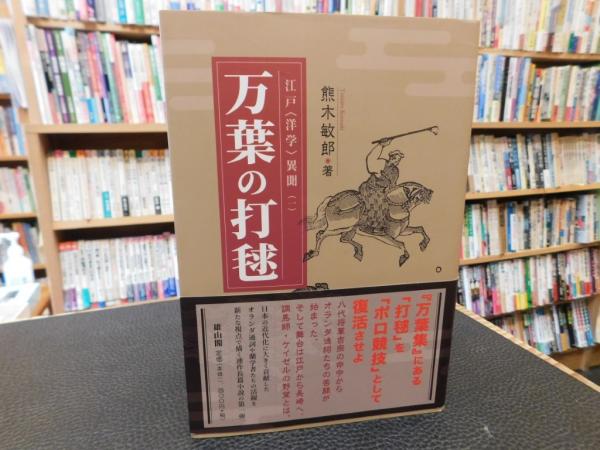 江戸〈洋学〉異聞（一）
万葉の打毬
熊木敏郎・著
Toshiro Kumaki
『万葉集』にある
「打毬」を
「ポロ競技」として
復活させよ
八代将軍吉宗の命令から
オランダ通詞たちの苦闘が
始まった。
そして舞台は江戸から長崎へ、
調馬師・ケイゼルの野望とは。
日本の近代化に大きく貢献した
オランダ通詞や蘭学者たちの活躍を
新たな視点で描く連作長篇小説の第一弾
雄山閣